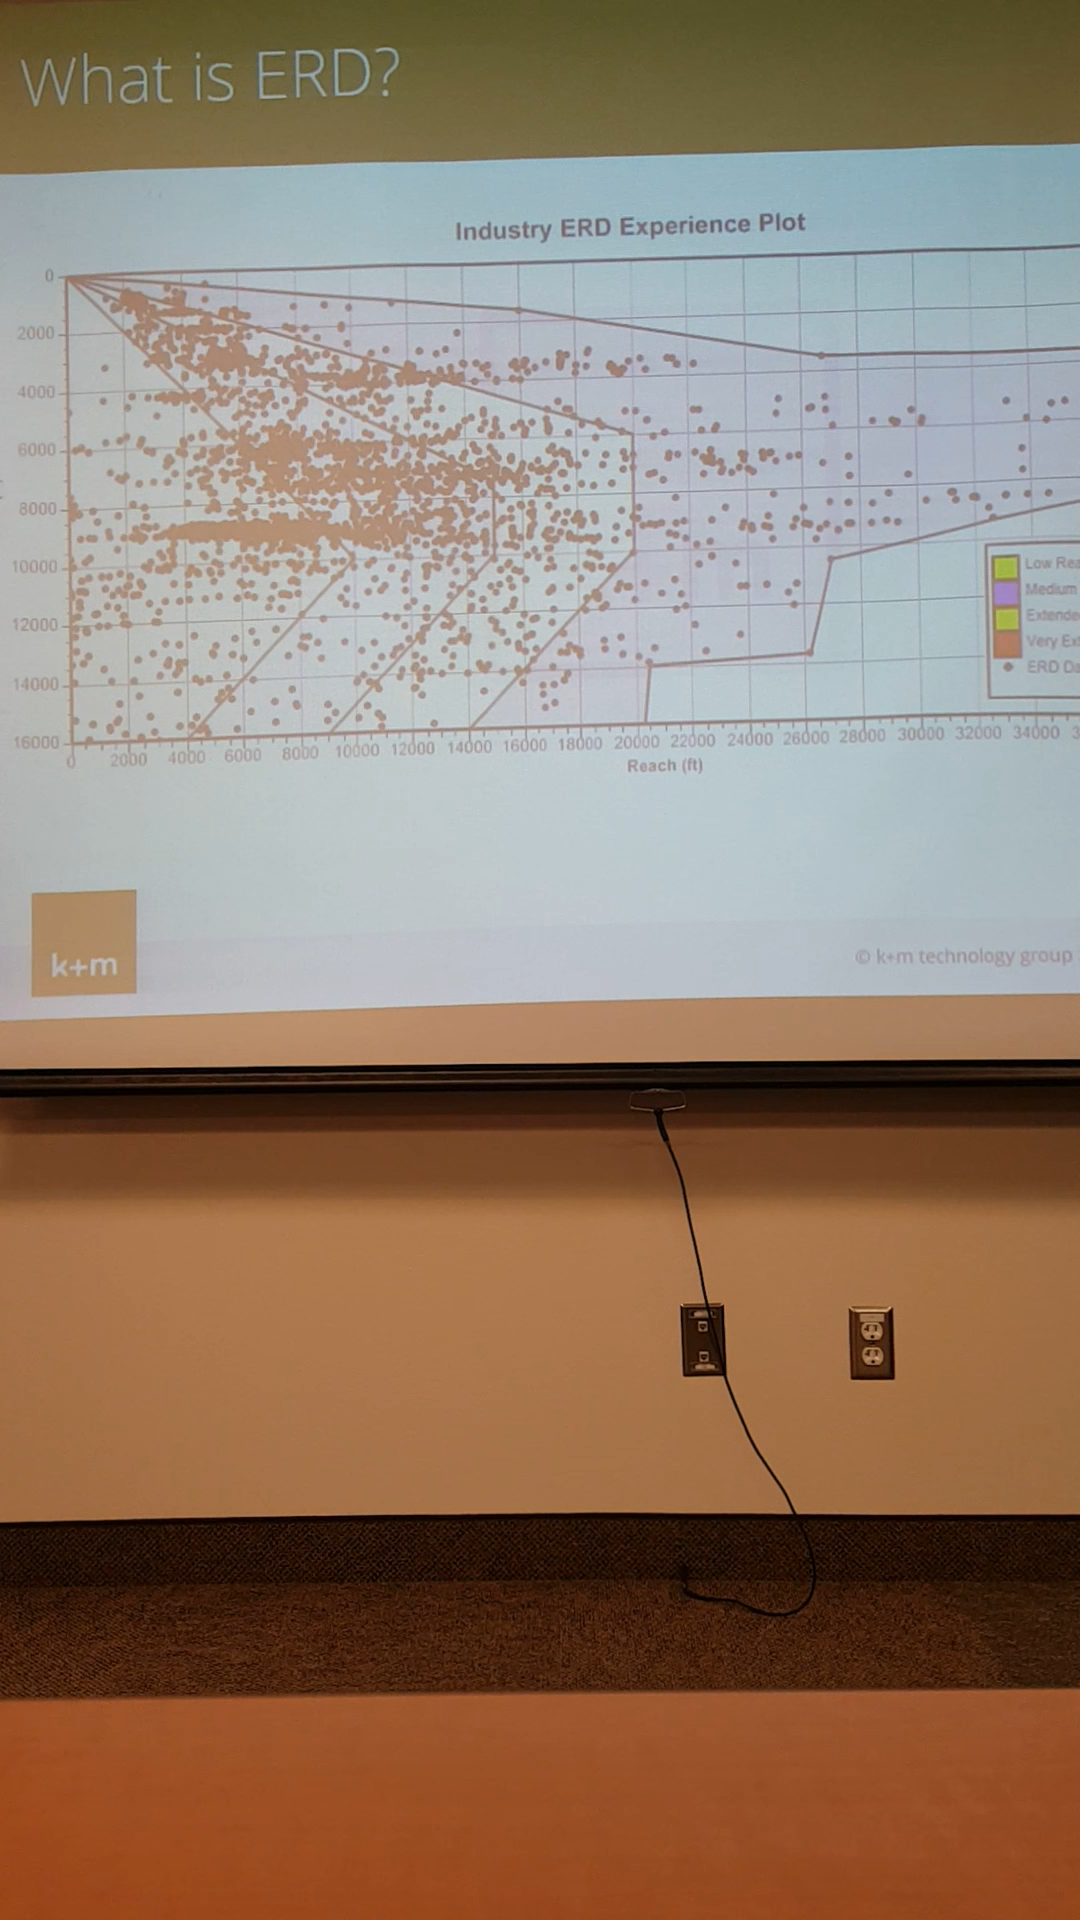 What is ERD?
Industry ERD Experience Plot
0
2000
4000
6000
8000
10000
12000
14000
16000
0 2000 4000 6000 8000 10000 12000 14000 16000 18000 20000 22000 24000 26000 28000 30000 32000 34000
Reach (ft)
Low Rea
Medium
Extende
Very Ex
ERD Da
k+m
© k+m technology group